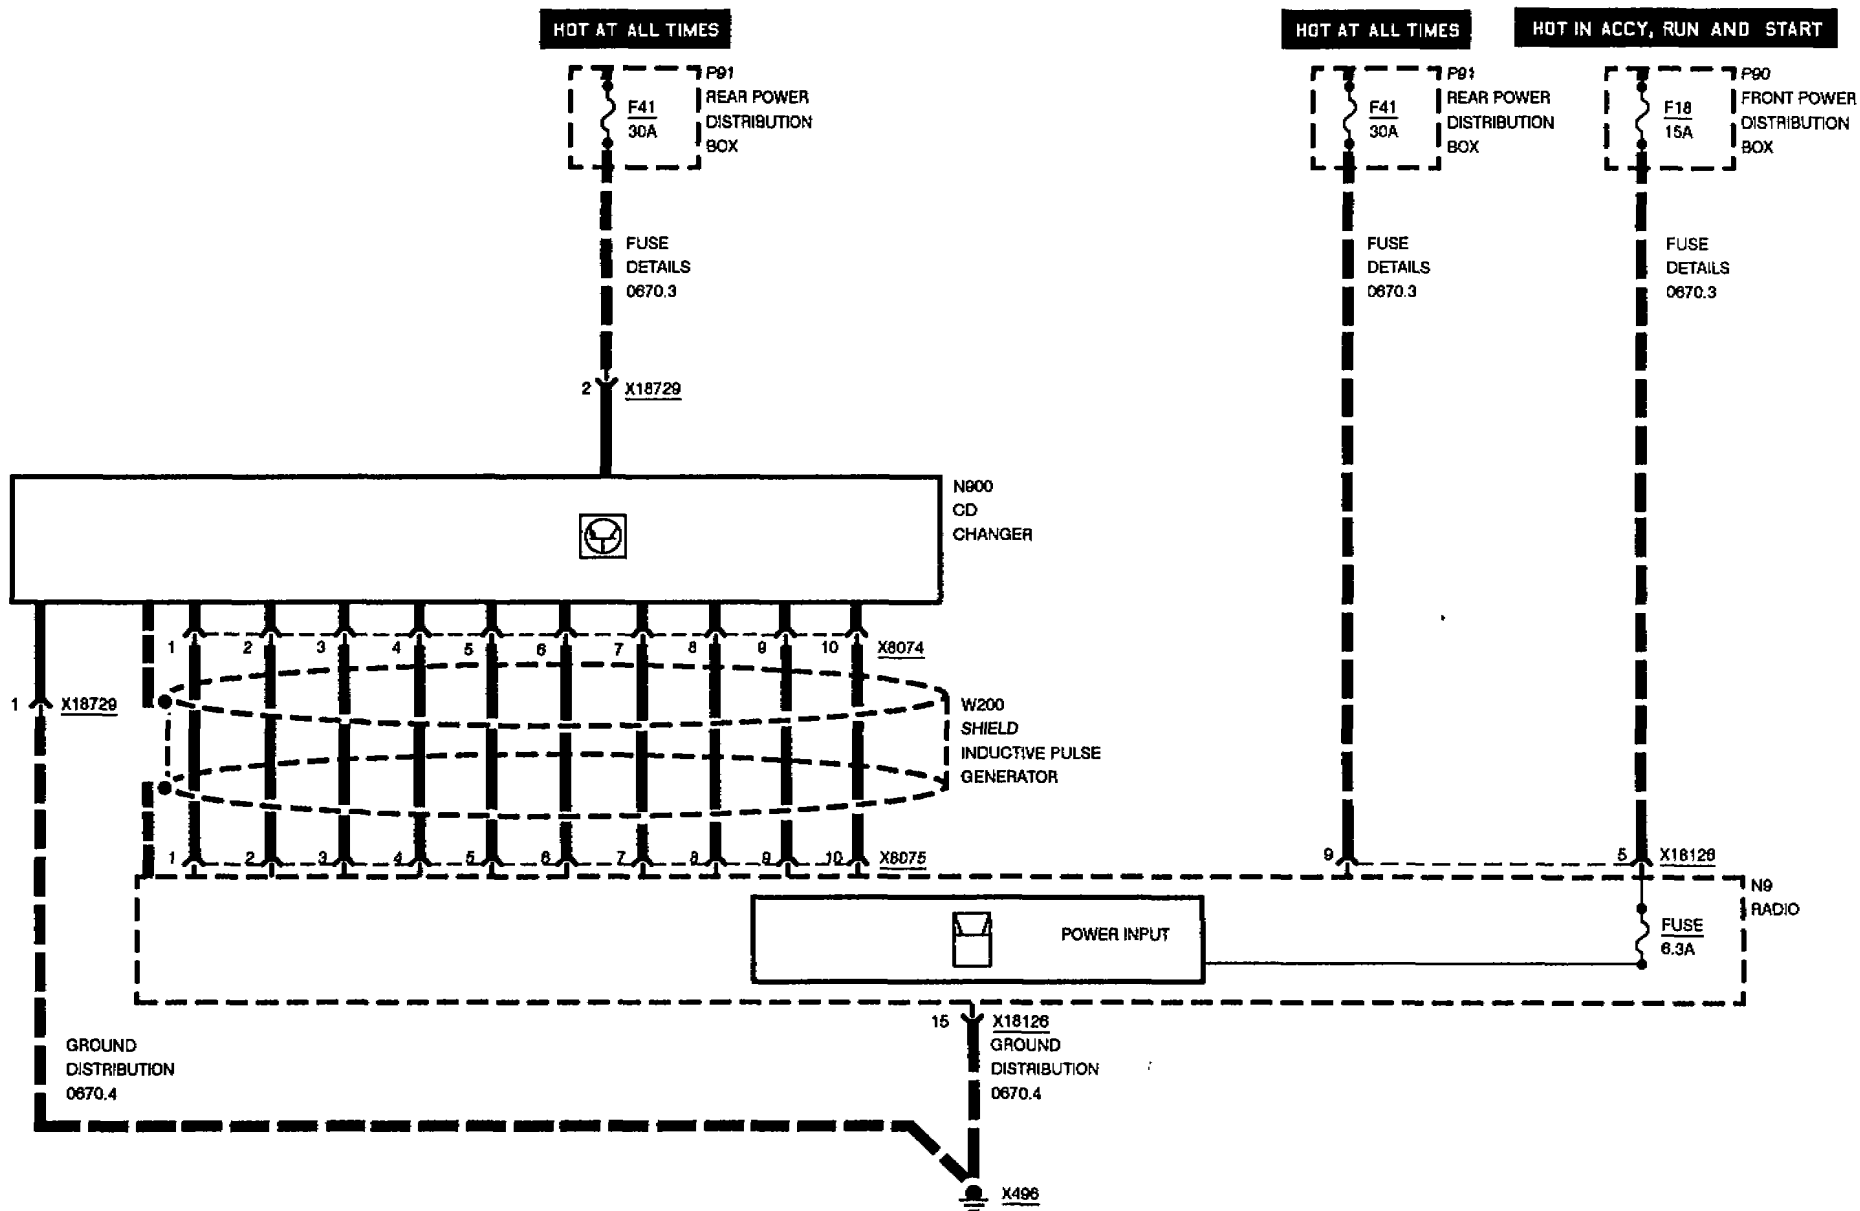 HOT AT ALL TIMES
HOT AT ALL TIMES
HOT IN ACCY, RUN AND START
P91
REAR POWER
DISTRIBUTION
BOX
F41
30A
P91
REAR POWER
DISTRIBUTION
BOX
F41
30A
P90
FRONT POWER
DISTRIBUTION
BOX
F18
15A
FUSE
DETAILS
0670.3
FUSE
DETAILS
0670.3
FUSE
DETAILS
0670.3
2 X18729
N900
CD
CHANGER
1 2 3 4 5 6 7 8 9 10 X8074
1 X18729
W200
SHIELD
INDUCTIVE PULSE
GENERATOR
1 2 3 4 5 6 7 8 9 10 X8075
9 5 X18126
N9
RADIO
POWER INPUT
FUSE
6.3A
15 X18126
GROUND
DISTRIBUTION
0670.4
GROUND
DISTRIBUTION
0670.4
X496